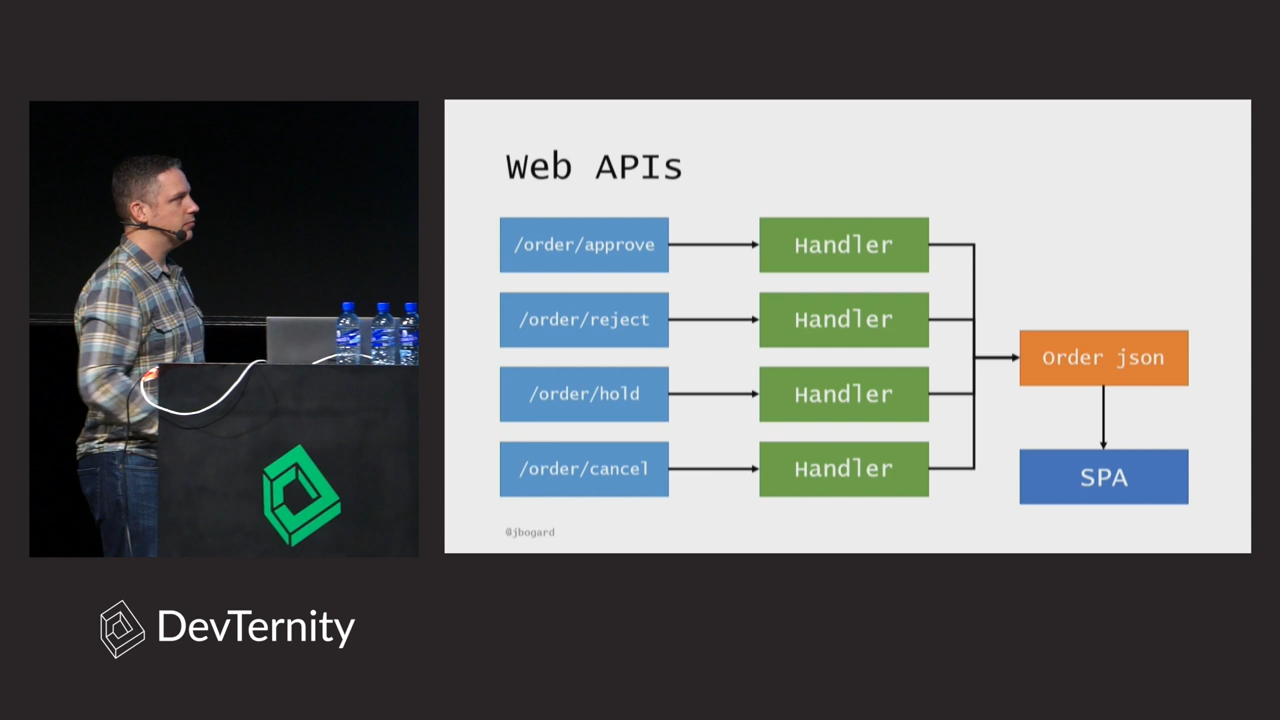 Web APIs
/order/approve
Handler
/order/reject
Handler
Order json
/order/hold
Handler
/order/cancel
Handler
SPA
@jbogard
DevTernity